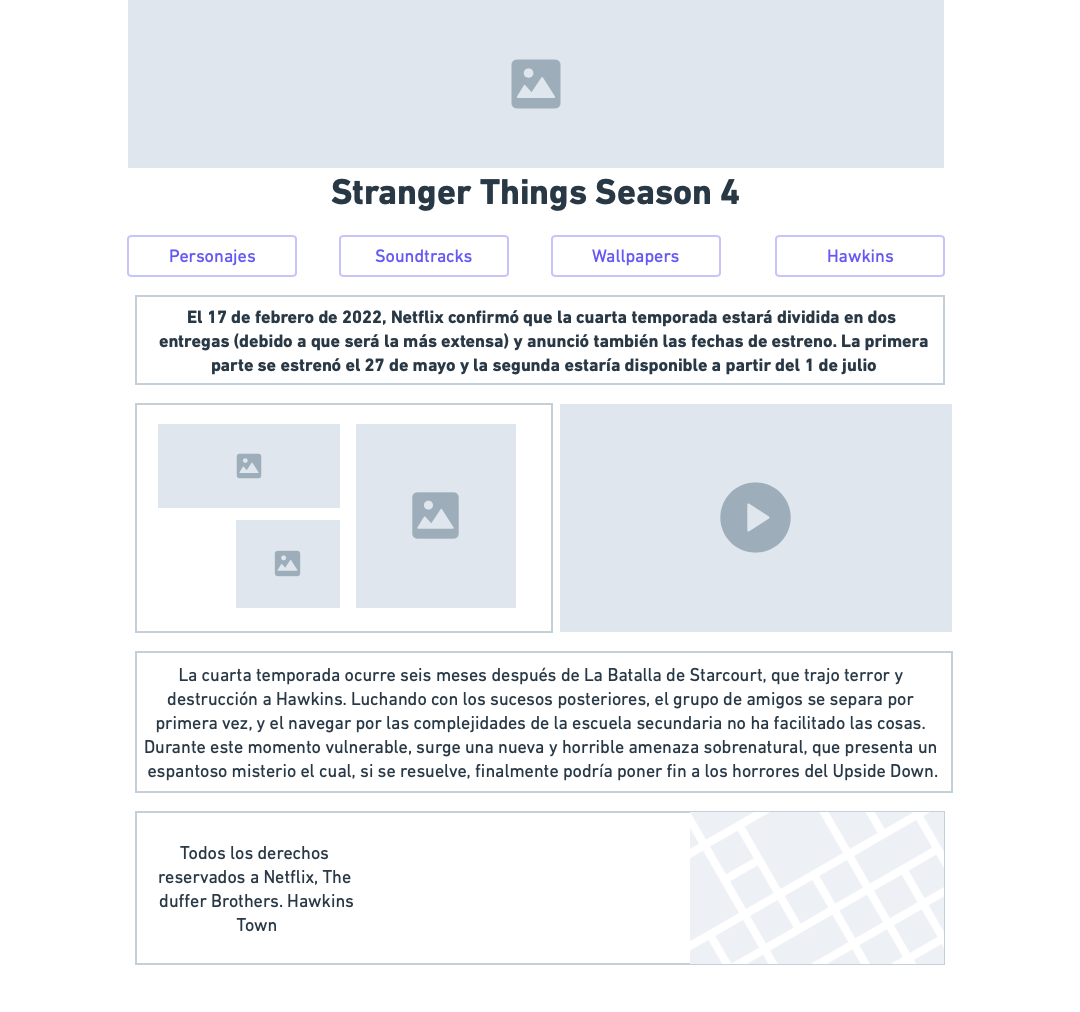 Stranger Things Season 4
Personajes
Soundtracks
Wallpapers
Hawkins
El 17 de febrero de 2022, Netflix confirmó que la cuarta temporada estará dividida en dos
entregas (debido a que será la más extensa) y anunció también las fechas de estreno. La primera
parte se estrenó el 27 de mayo y la segunda estaría disponible a partir del 1 de julio
La cuarta temporada ocurre seis meses después de La Batalla de Starcourt, que trajo terror y
destrucción a Hawkins. Luchando con los sucesos posteriores, el grupo de amigos se separa por
primera vez, y el navegar por las complejidades de la escuela secundaria no ha facilitado las cosas.
Durante este momento vulnerable, surge una nueva y horrible amenaza sobrenatural, que presenta un
espantoso misterio el cual, si se resuelve, finalmente podría poner fin a los horrores del Upside Down.
Todos los derechos
reservados a Netflix, The
duffer Brothers. Hawkins
Town